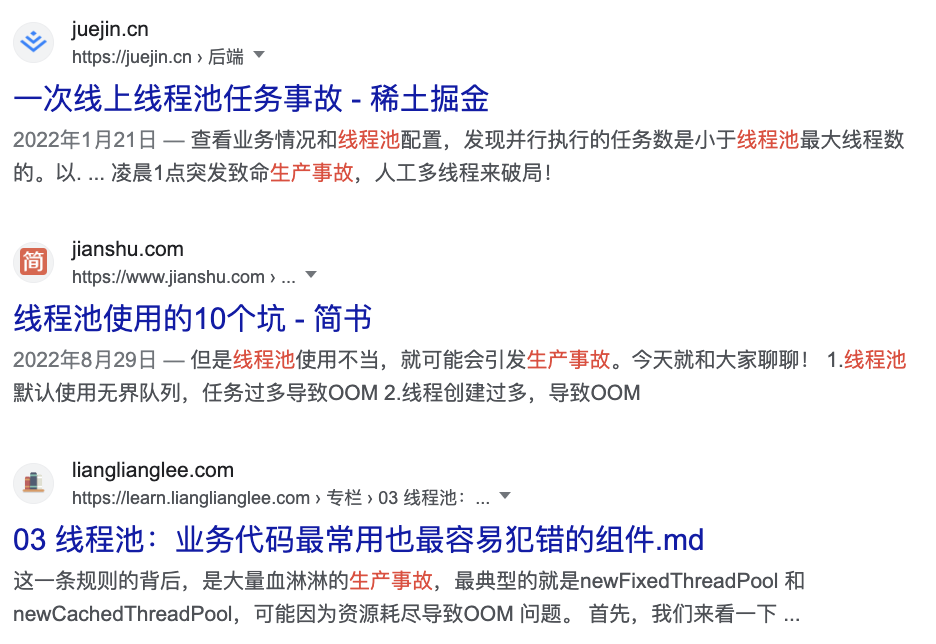 juejin.cn
https://juejin.cn › 后端
一次线上线程池任务事故 - 稀土掘金
2022年1月21日 — 查看业务情况和线程池配置，发现并行执行的任务数是小于线程池最大线程数
的。以. ... 凌晨1点突发致命生产事故，人工多线程来破局！
简
jianshu.com
https://www.jianshu.com › ...
线程池使用的10个坑 - 简书
2022年8月29日 — 但是线程池使用不当，就可能会引发生产事故。今天就和大家聊聊！ 1.线程池
默认使用无界队列，任务过多导致OOM 2.线程创建过多，导致OOM
lianglianglee.com
https://learn.lianglianglee.com › 专栏 › 03 线程池：...
03 线程池：业务代码最常用也最容易犯错的组件.md
这一条规则的背后，是大量血淋淋的生产事故，最典型的就是newFixedThreadPool 和
newCachedThreadPool，可能因为资源耗尽导致OOM 问题。 首先，我们来看一下 ...